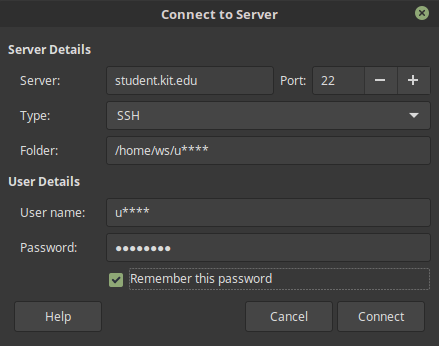 Connect to Server
Server Details
Server: student.kit.edu Port: 22
Type: SSH
Folder: /home/ws/u****
User Details
User name: u****
Password: ●●●●●●●●
Remember this password
Help Cancel Connect